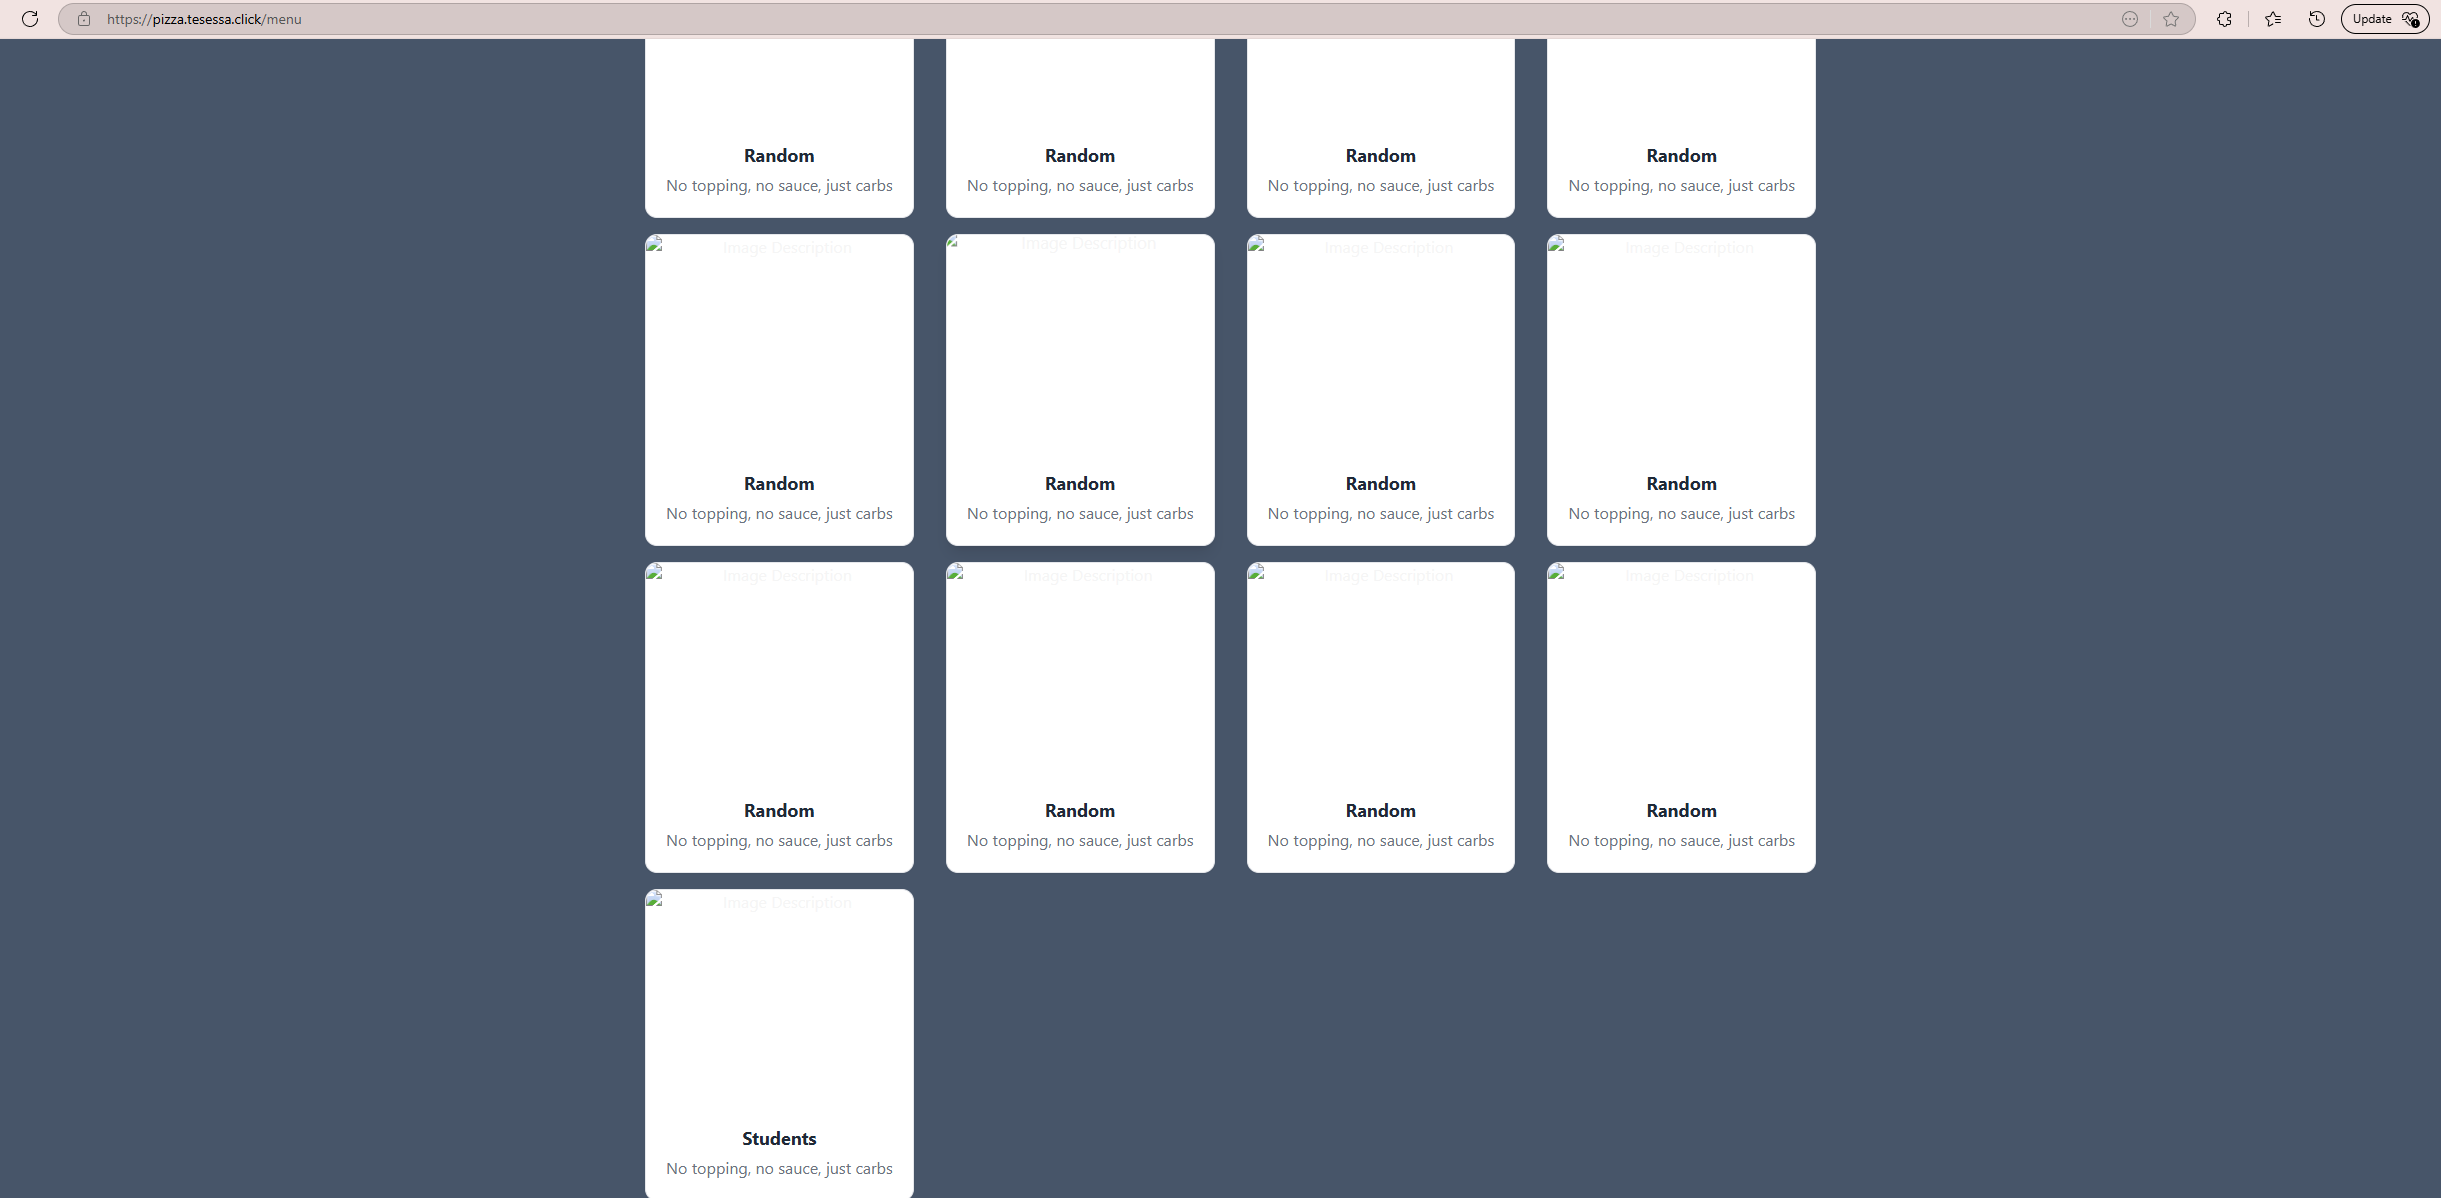 https://pizza.tesessa.click/menu
Update
Random Random Random Random
No topping, no sauce, just carbs No topping, no sauce, just carbs No topping, no sauce, just carbs No topping, no sauce, just carbs
Image Description Image Description Image Description Image Description
Random Random Random Random
No topping, no sauce, just carbs No topping, no sauce, just carbs No topping, no sauce, just carbs No topping, no sauce, just carbs
Image Description Image Description Image Description Image Description
Random Random Random Random
No topping, no sauce, just carbs No topping, no sauce, just carbs No topping, no sauce, just carbs No topping, no sauce, just carbs
Image Description
Students
No topping, no sauce, just carbs